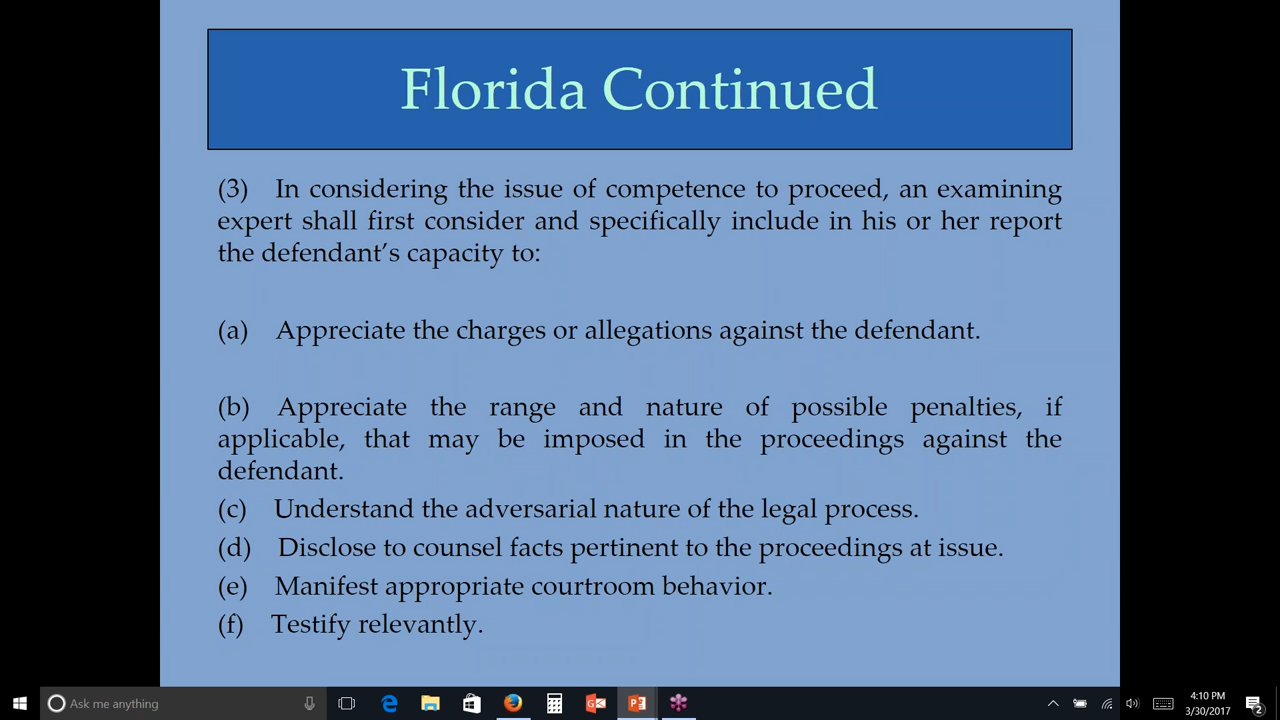 Florida Continued
(3) In considering the issue of competence to proceed, an examining
expert shall first consider and specifically include in his or her report
the defendant’s capacity to:
(a) Appreciate the charges or allegations against the defendant.
(b) Appreciate the range and nature of possible penalties, if
applicable, that may be imposed in the proceedings against the
defendant.
(c) Understand the adversarial nature of the legal process.
(d) Disclose to counsel facts pertinent to the proceedings at issue.
(e) Manifest appropriate courtroom behavior.
(f) Testify relevantly.
Ask me anything
4:10 PM
3/30/2017
2